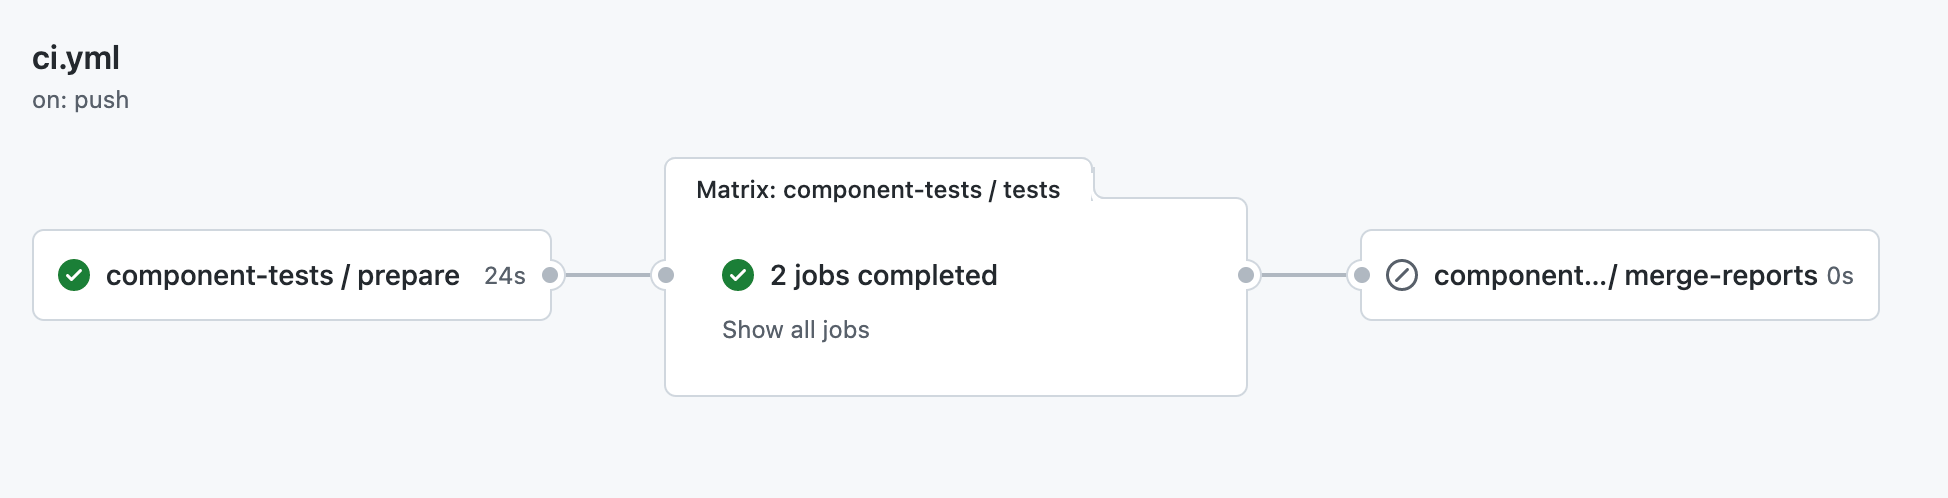 ci.yml
on: push
Matrix: component-tests / tests
component-tests / prepare 24s
2 jobs completed
Show all jobs
component.../ merge-reports 0s